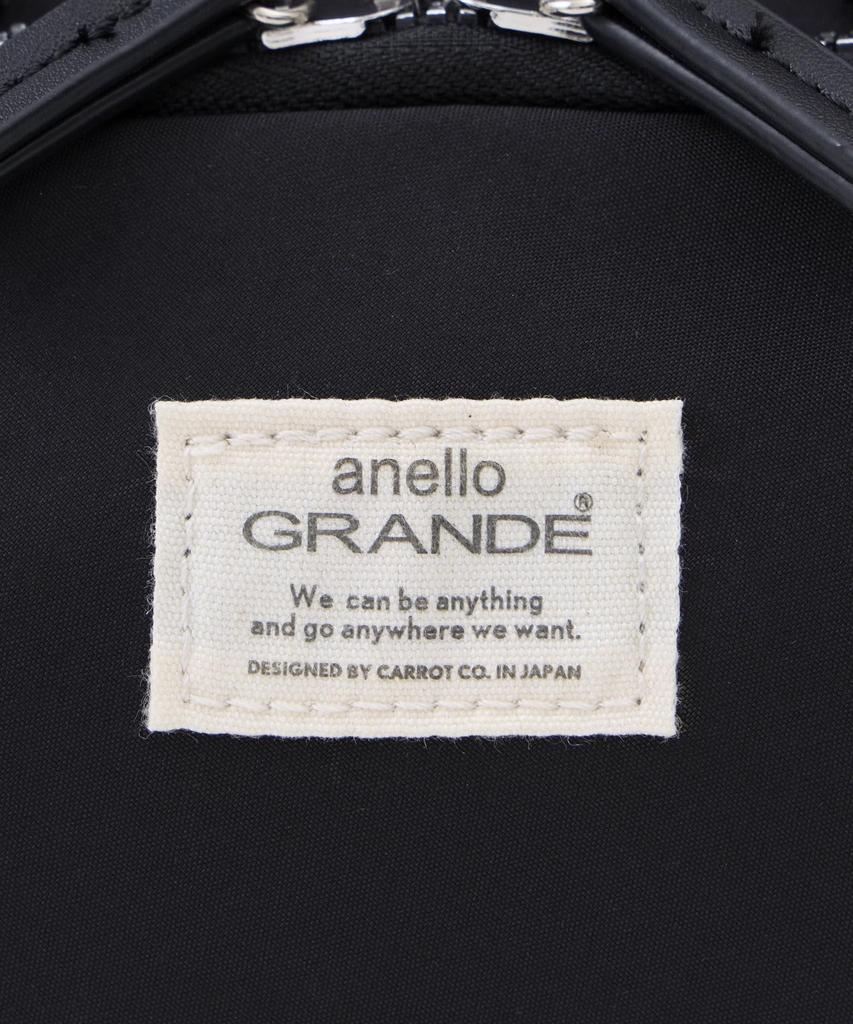 anello
GRANDE®
We can be anything
and go anywhere we want.
DESIGNED BY CARROT CO. IN JAPAN